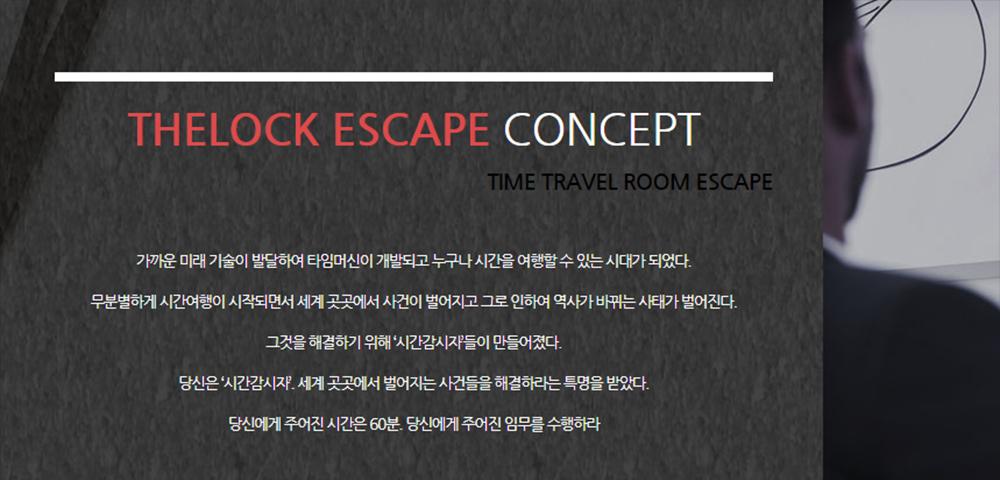 THELOCK ESCAPE CONCEPT
TIME TRAVEL ROOM ESCAPE
가까운 미래 기술이 발달하여 타임머신이 개발되고 누구나 시간을 여행할 수 있는 시대가 되었다.
무분별하게 시간여행이 시작되면서 세계 곳곳에서 사건이 벌어지고 그로 인하여 역사가 바뀌는 사태가 벌어진다.
그것을 해결하기 위해 ‘시간감시자’들이 만들어졌다.
당신은 ‘시간감시자’. 세계 곳곳에서 벌어지는 사건들을 해결하라는 특명을 받았다.
당신에게 주어진 시간은 60분. 당신에게 주어진 임무를 수행하라